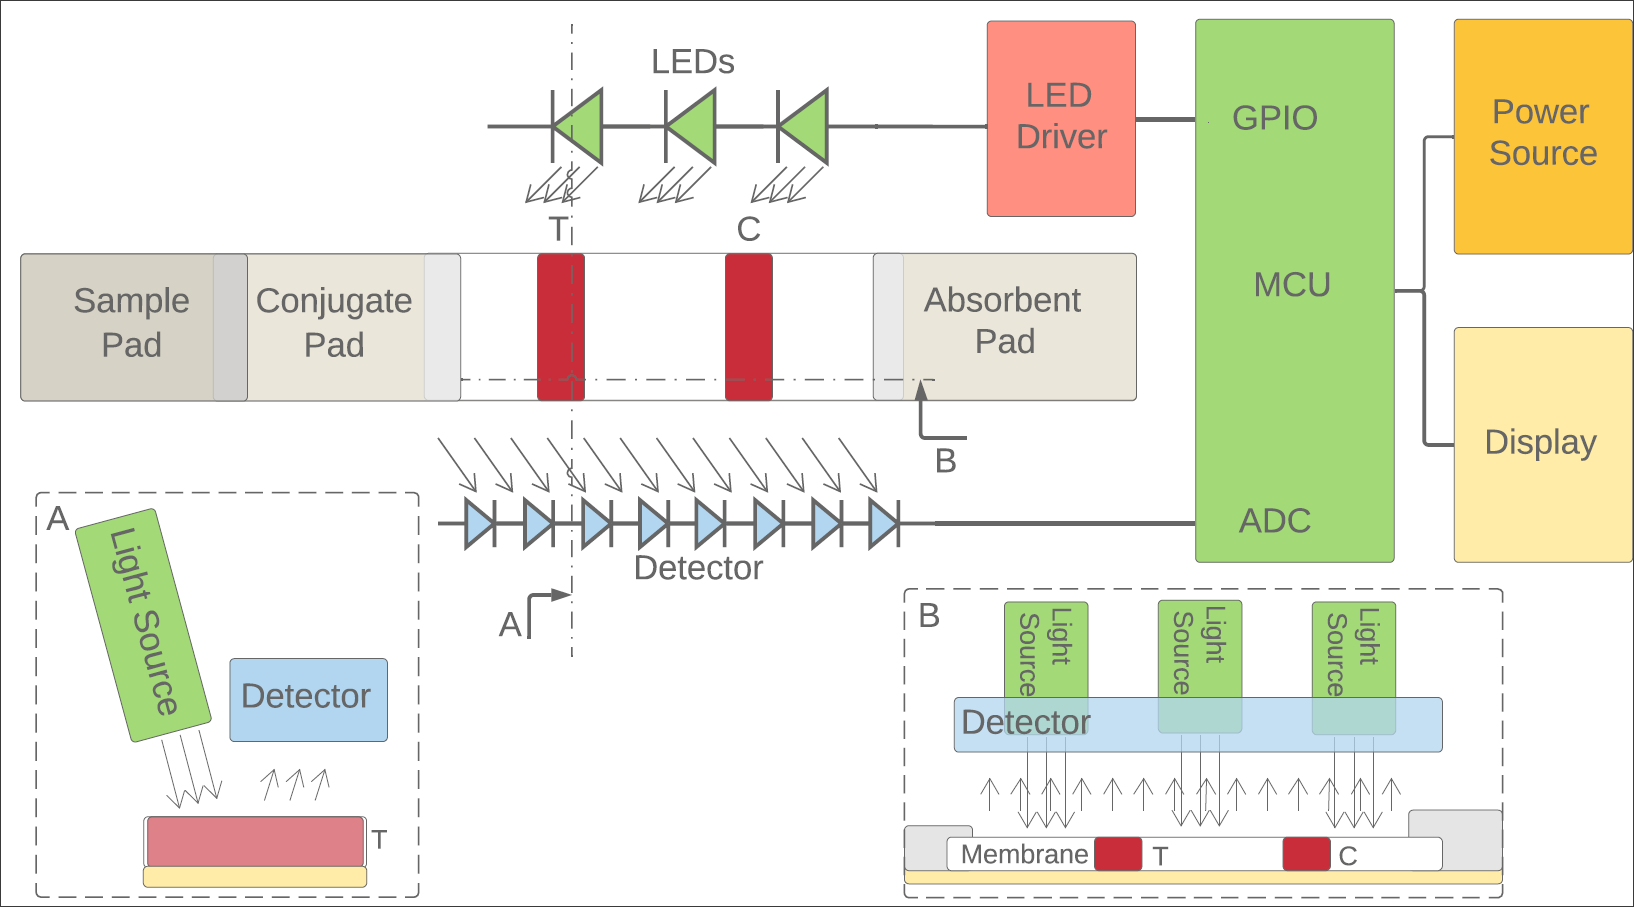 LEDs
LED
Driver
GPIO
MCU
ADC
Power
Source
Display
T
C
Sample
Pad
Conjugate
Pad
Absorbent
Pad
B
Detector
A
A
Light Source
Detector
T
B
Light
Source
Light
Source
Light
Source
Detector
Membrane
T
C